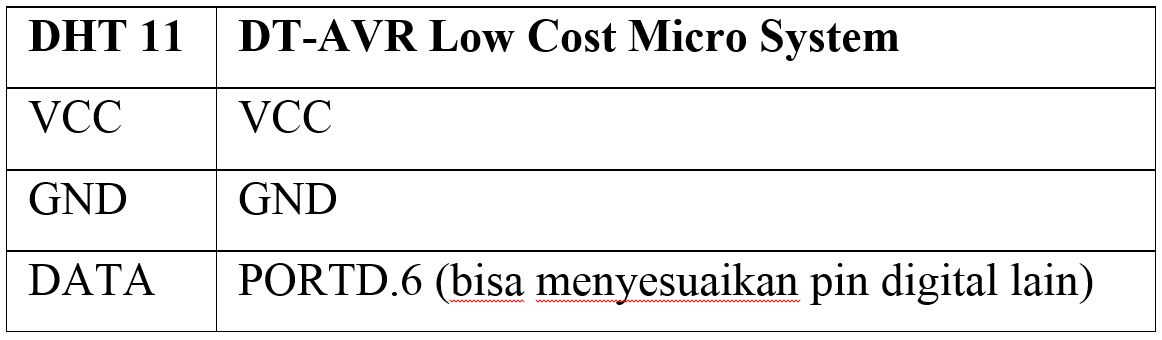 DHT 11 DT-AVR Low Cost Micro System
VCC VCC
GND GND
DATA PORTD.6 (bisa menyesuaikan pin digital lain)